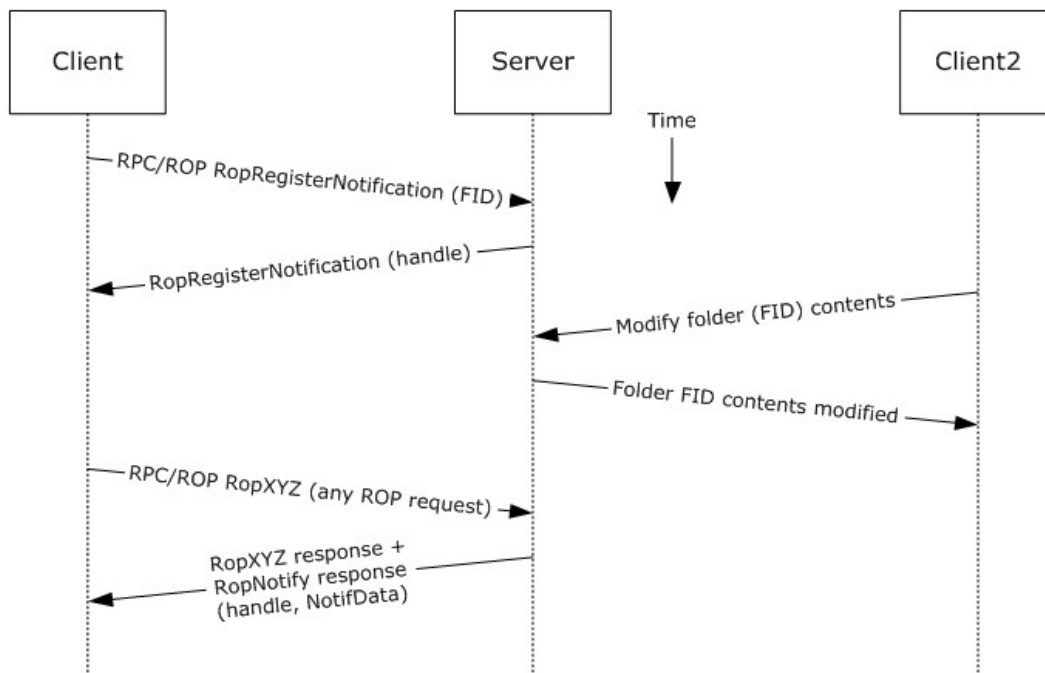 Client
Server
Client2
Time
RPC/ROP RopRegisterNotification (FID)
RopRegisterNotification (handle)
Modify folder (FID) contents
Folder FID contents modified
RPC/ROP RopXYZ (any ROP request)
RopXYZ response +
RopNotify response
(handle, NotifData)